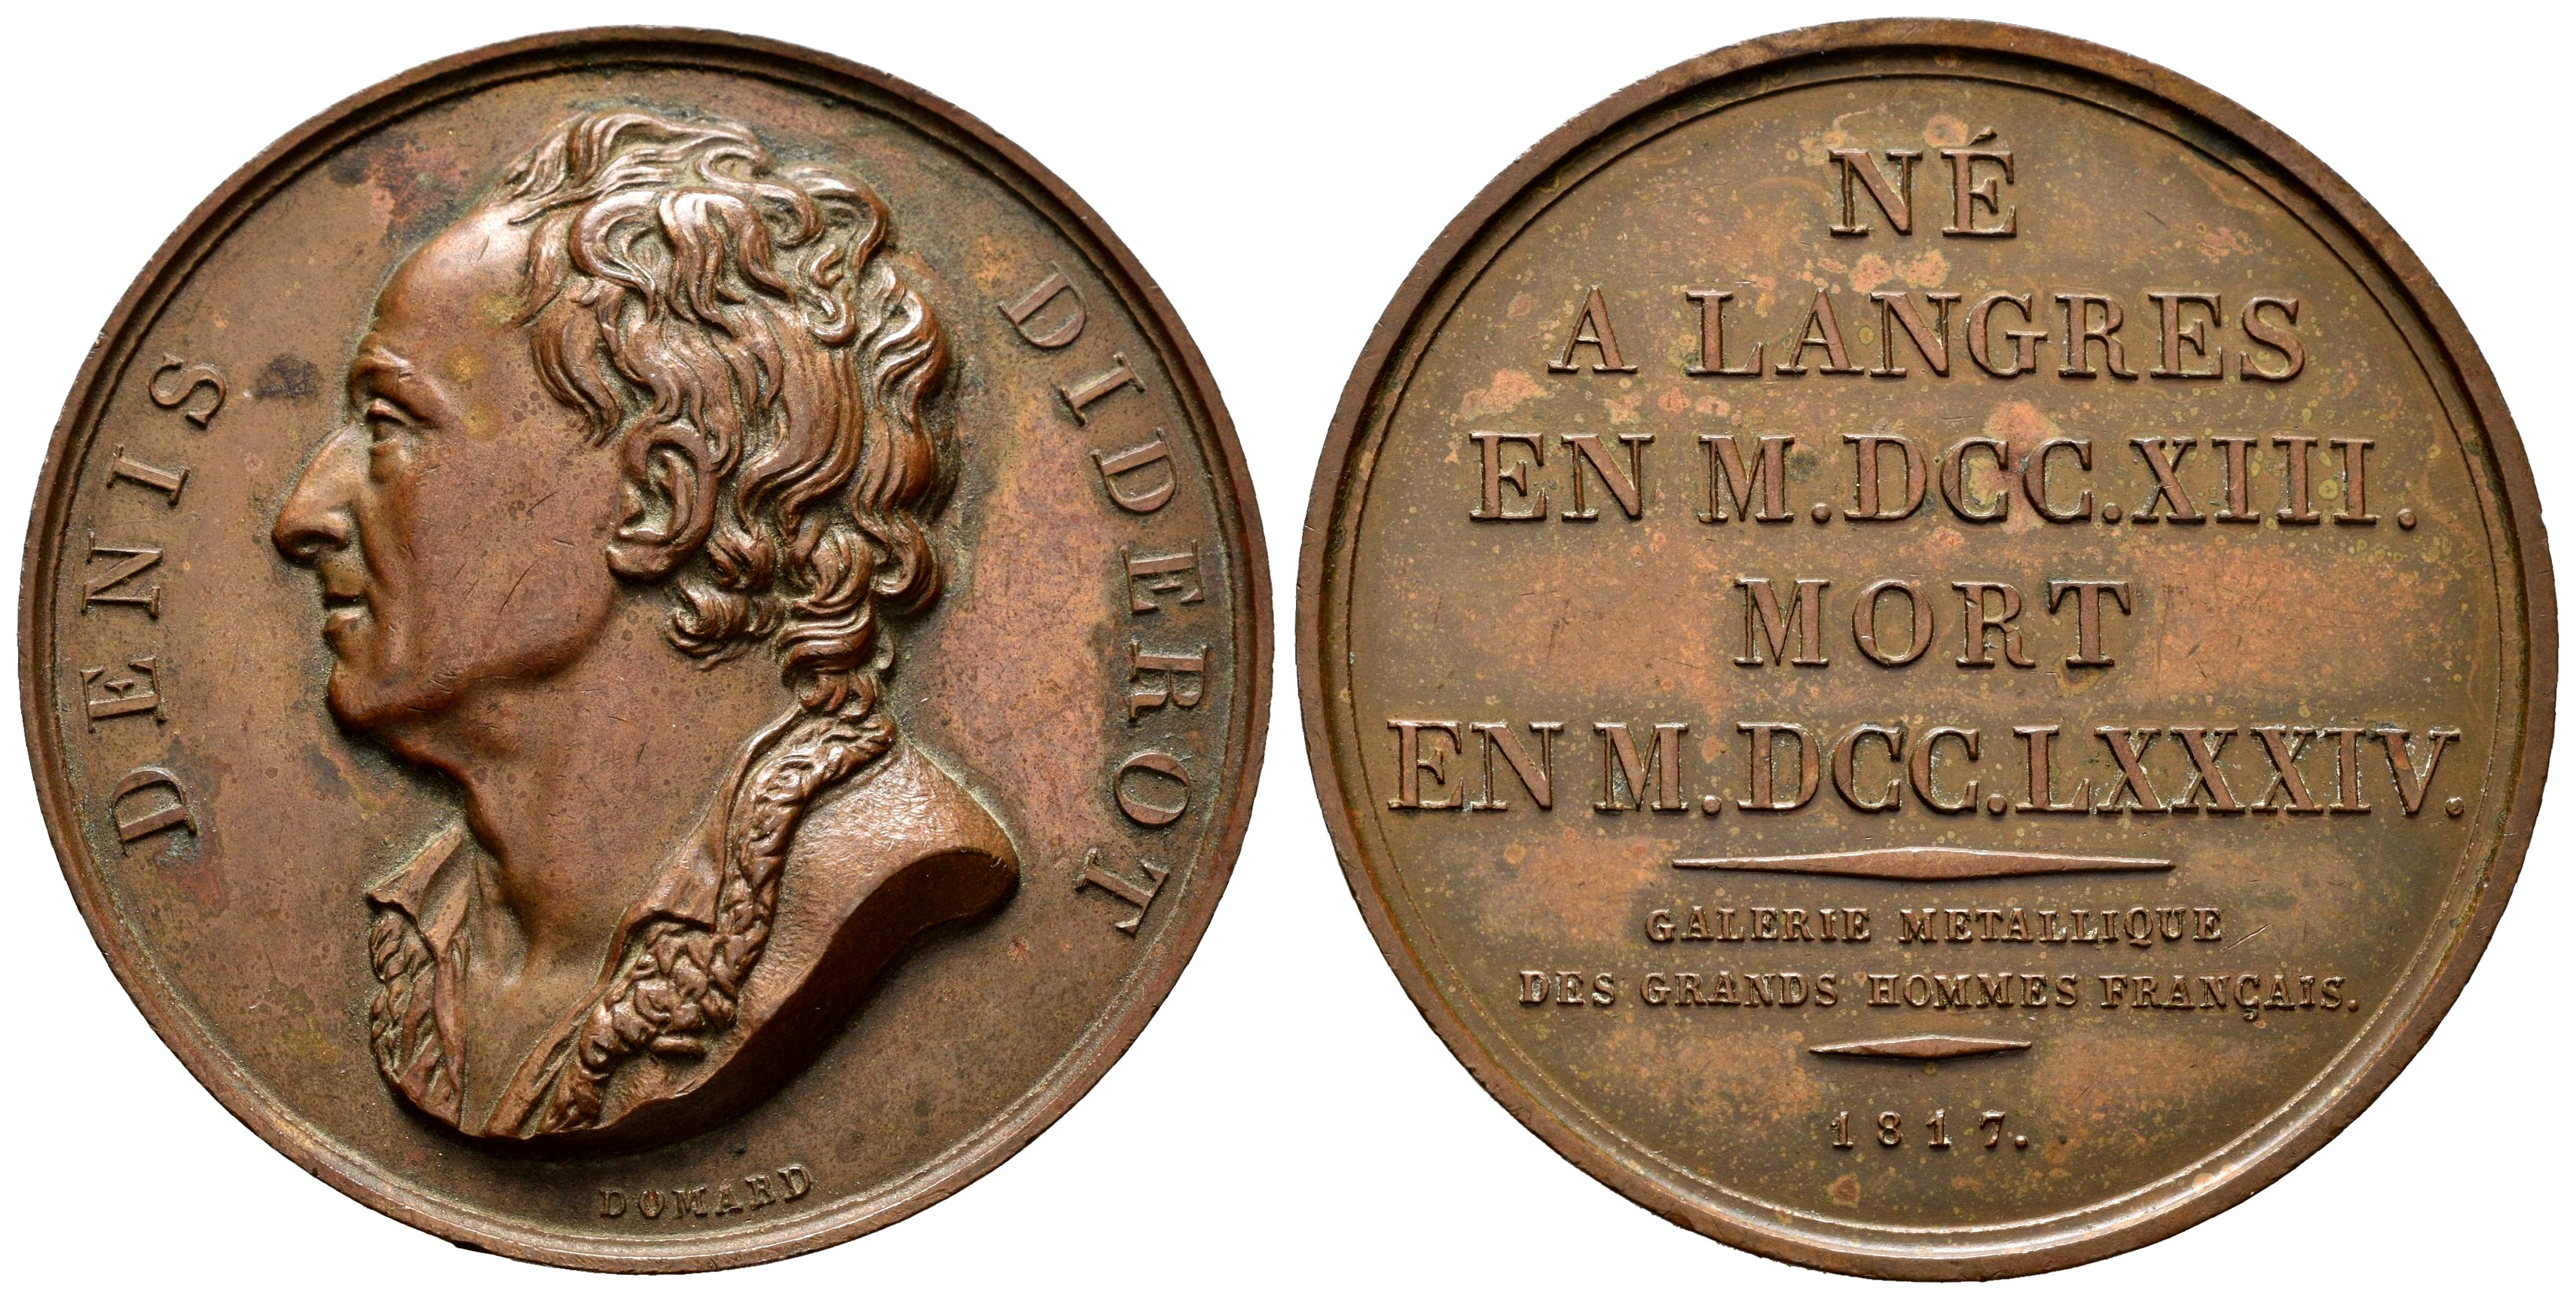 DENIS DIDEROT
DOMARD
NÉ
A LANGRES
EN M.DCC.XIII.
MORT
EN M.DCC.LXXXIV.
GALERIE METALLIQUE
DES GRANDS HOMMES FRANÇAIS.
1817.